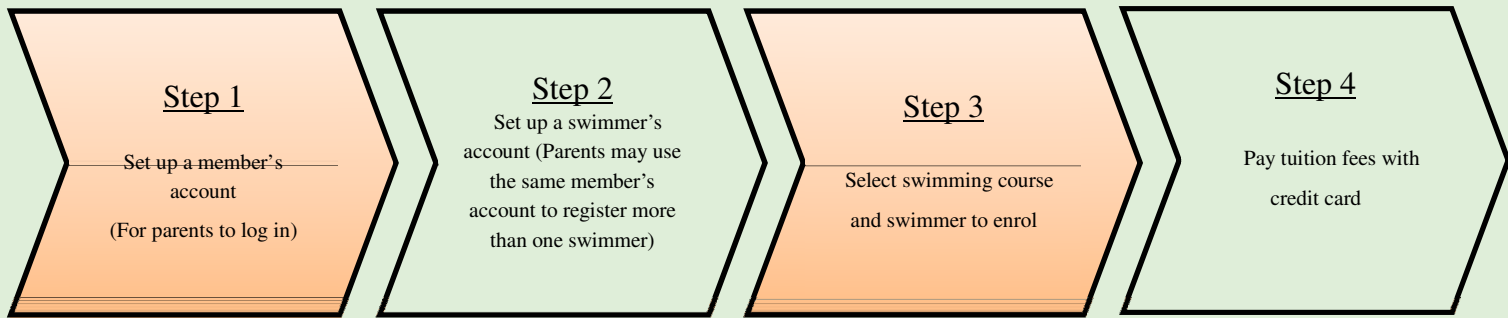 Step 1
Set up a member’s
account
(For parents to log in)
Step 2
Set up a swimmer’s
account (Parents may use
the same member’s
account to register more
than one swimmer)
Step 3
Select swimming course
and swimmer to enrol
Step 4
Pay tuition fees with
credit card